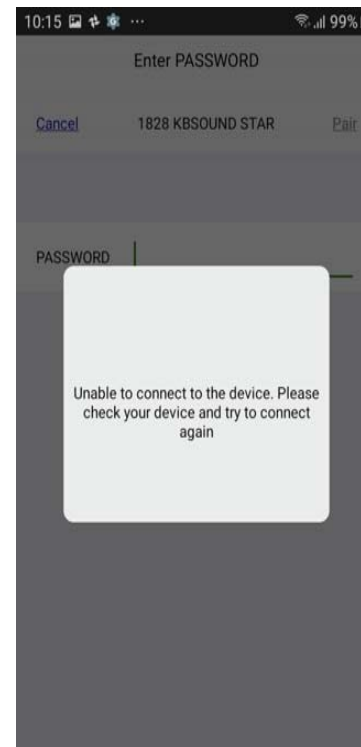 10:15 ... 99%
Enter PASSWORD
Cancel 1828 KBSOUND STAR Pair
PASSWORD
Unable to connect to the device. Please
check your device and try to connect
again